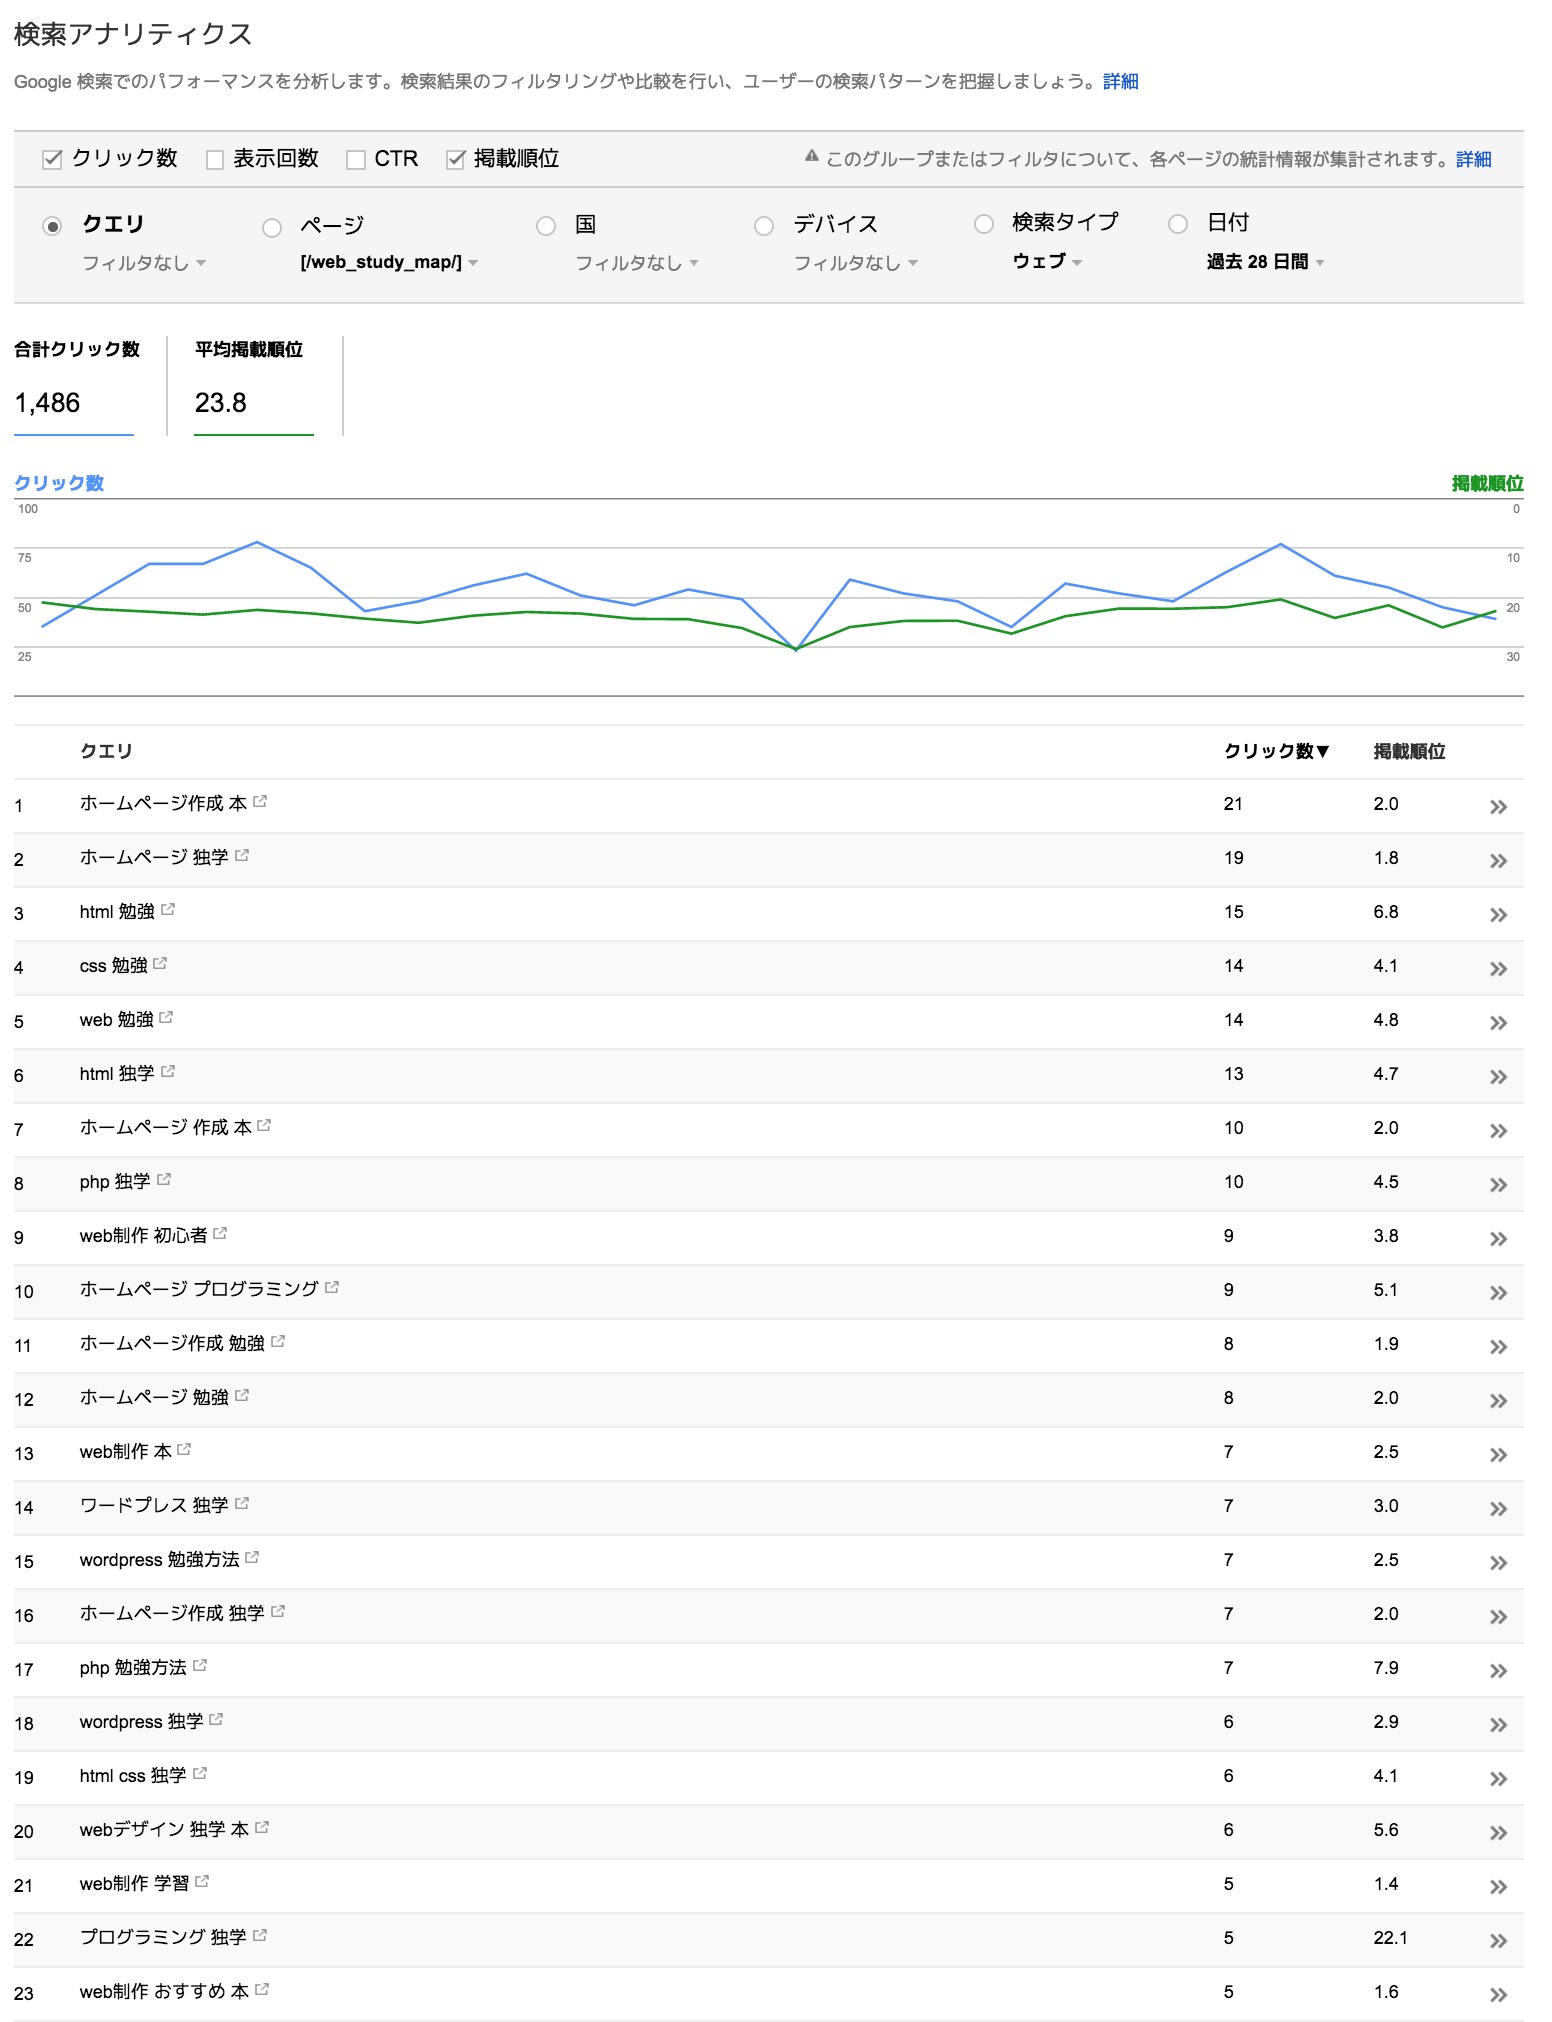 検索アナリティクス
Google 検索でのパフォーマンスを分析します。検索結果のフィルタリングや比較を行い、ユーザーの検索パターンを把握しましょう。詳細
クリック数 表示回数 CTR 掲載順位 このグループまたはフィルタについて、各ページの統計情報が集計されます。詳細
クエリ ページ 国 デバイス 検索タイプ 日付
フィルタなし [/web_study_map/] フィルタなし フィルタなし ウェブ 過去 28 日間
合計クリック数 平均掲載順位
1,486 23.8
クリック数 掲載順位
100 0
75 10
50 20
25 30
クエリ クリック数▼ 掲載順位
1 ホームページ作成 本 21 2.0 »
2 ホームページ 独学 19 1.8 »
3 html 勉強 15 6.8 »
4 css 勉強 14 4.1 »
5 web 勉強 14 4.8 »
6 html 独学 13 4.7 »
7 ホームページ 作成 本 10 2.0 »
8 php 独学 10 4.5 »
9 web制作 初心者 9 3.8 »
10 ホームページ プログラミング 9 5.1 »
11 ホームページ作成 勉強 8 1.9 »
12 ホームページ 勉強 8 2.0 »
13 web制作 本 7 2.5 »
14 ワードプレス 独学 7 3.0 »
15 wordpress 勉強方法 7 2.5 »
16 ホームページ作成 独学 7 2.0 »
17 php 勉強方法 7 7.9 »
18 wordpress 独学 6 2.9 »
19 html css 独学 6 4.1 »
20 webデザイン 独学 本 6 5.6 »
21 web制作 学習 5 1.4 »
22 プログラミング 独学 5 22.1 »
23 web制作 おすすめ 本 5 1.6 »